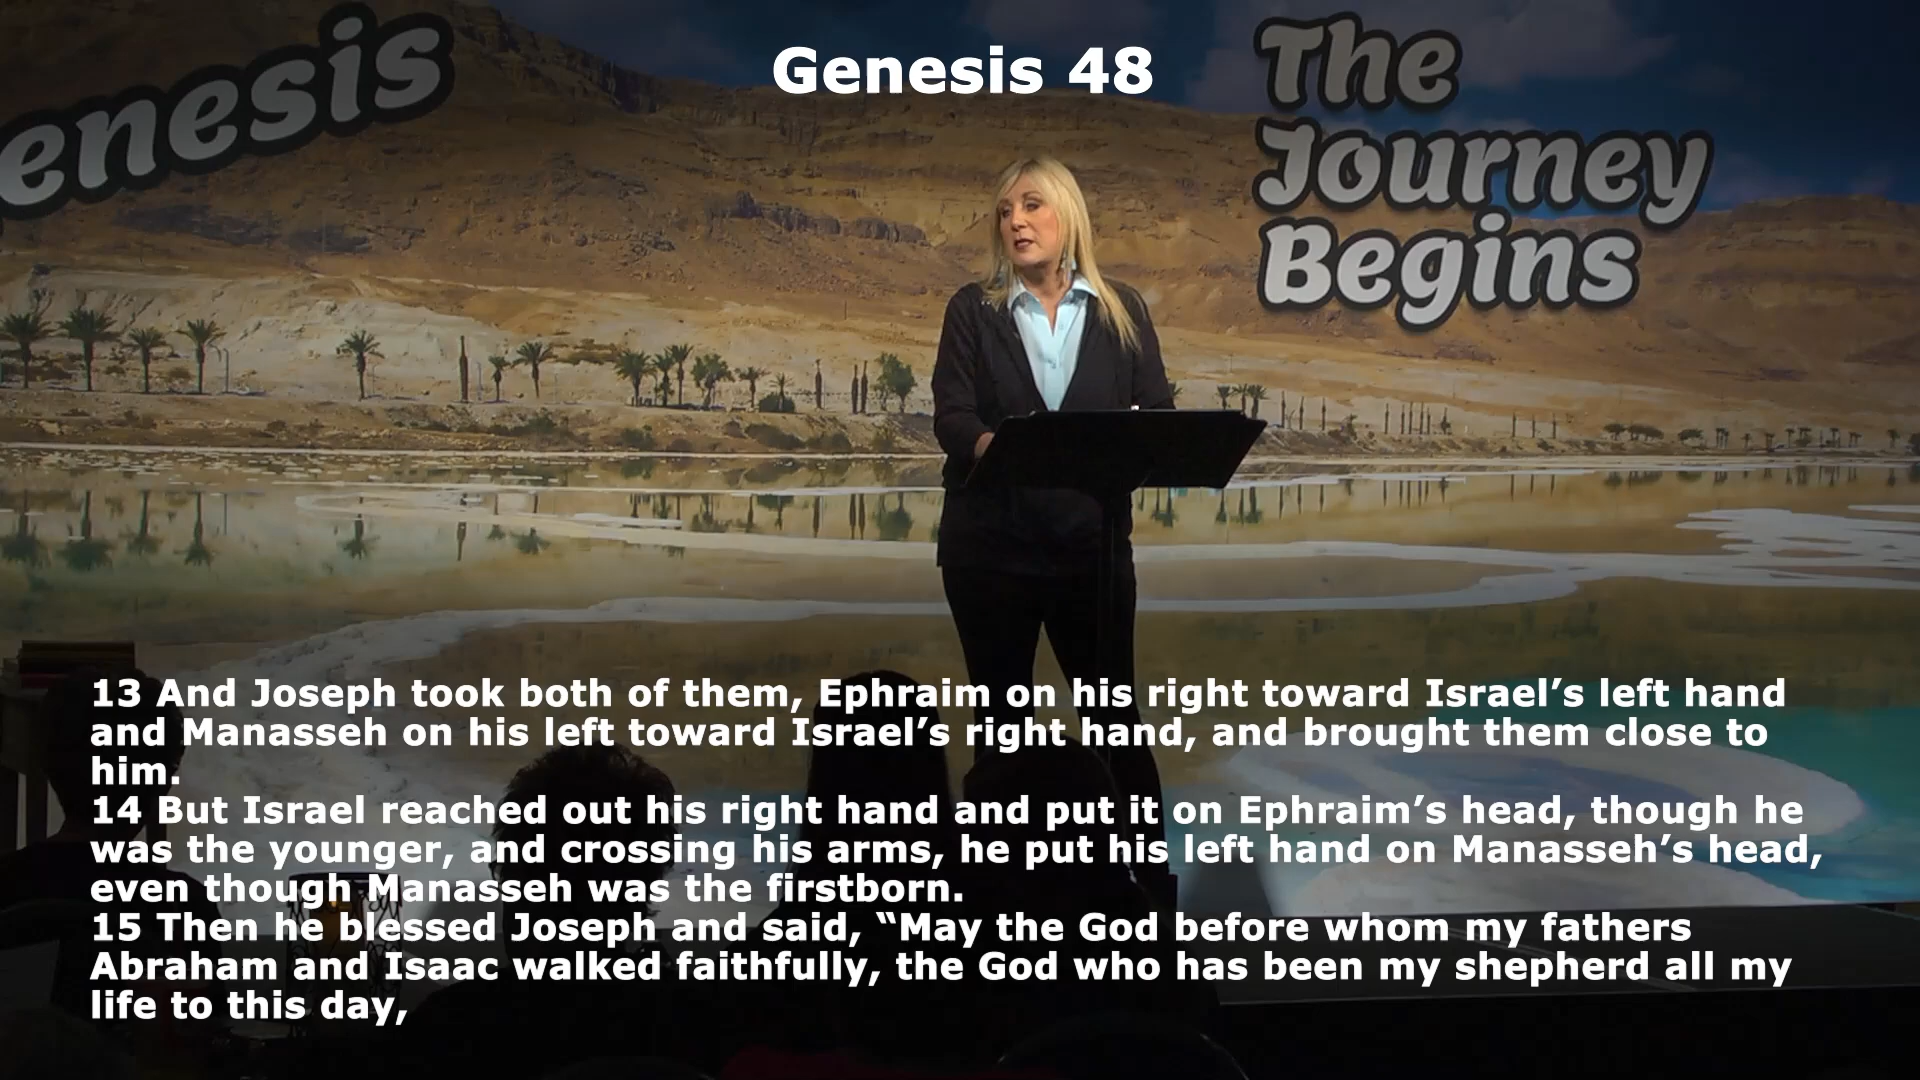 Genesis 48
enesis
The
Journey
Begins
13 And Joseph took both of them, Ephraim on his right toward Israel’s left hand
and Manasseh on his left toward Israel’s right hand, and brought them close to
him.
14 But Israel reached out his right hand and put it on Ephraim’s head, though he
was the younger, and crossing his arms, he put his left hand on Manasseh’s head,
even though Manasseh was the firstborn.
15 Then he blessed Joseph and said, “May the God before whom my fathers
Abraham and Isaac walked faithfully, the God who has been my shepherd all my
life to this day,